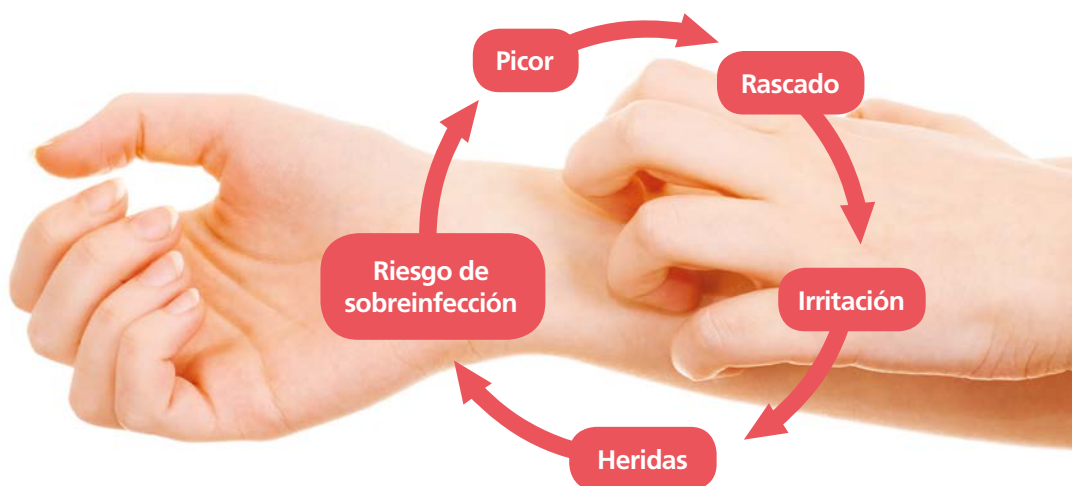 Picor
Rascado
Irritación
Heridas
Riesgo de
sobreinfección